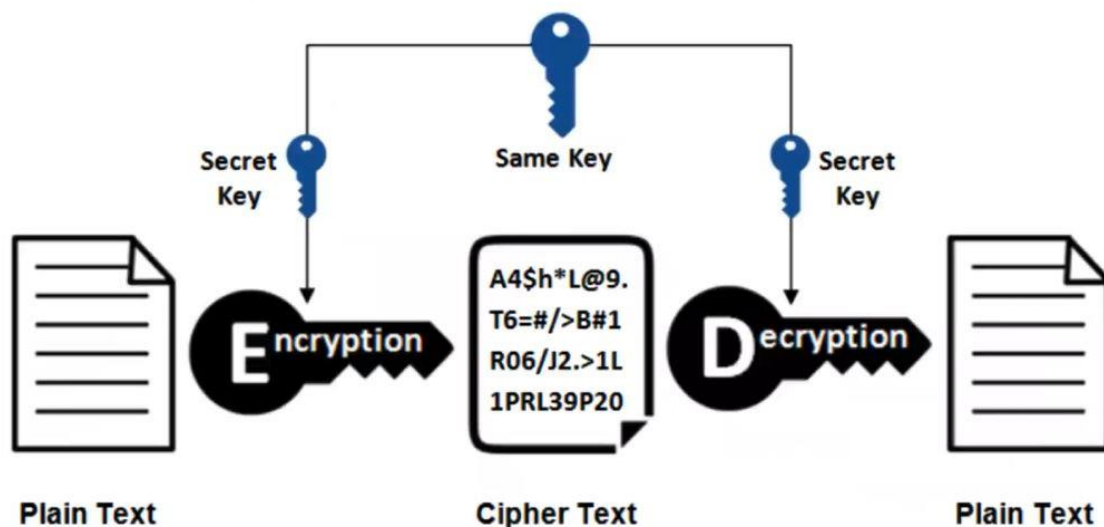 Same Key
Secret
Key
Secret
Key
Encryption
A4$h*L@9.
T6=#/>B#1
R06/J2.>1L
1PRL39P20
Decryption
Plain Text
Cipher Text
Plain Text